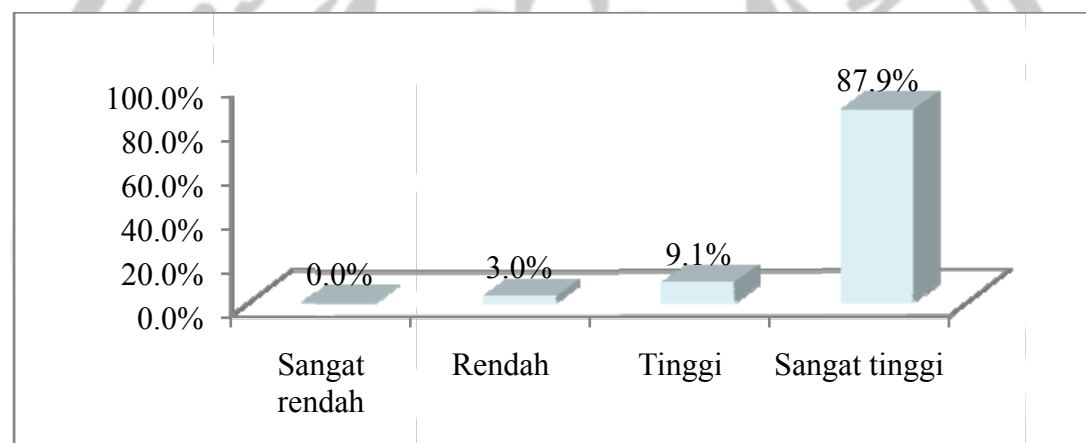 87.9%
100.0%
80.0%
60.0%
40.0%
20.0%
0.0%
0.0%
3.0%
9.1%
Sangat rendah
Rendah
Tinggi
Sangat tinggi